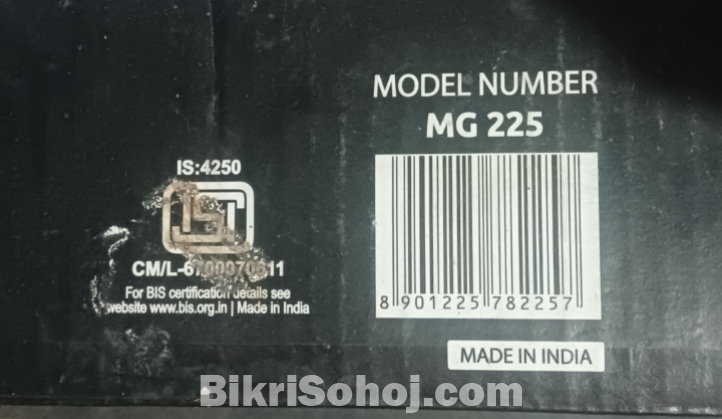 MODEL NUMBER
MG 225
IS:4250
ISI
For BIS certification details see
website www.bis.org.in | Made in India
8 901225 782257
MADE IN INDIA
BikriSohoj.com